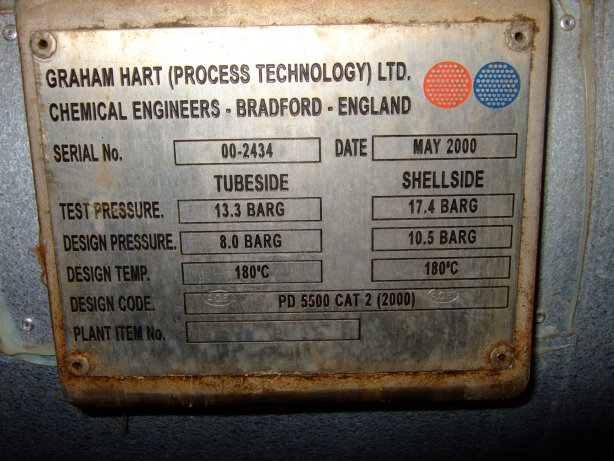 GRAHAM HART (PROCESS TECHNOLOGY) LTD.
CHEMICAL ENGINEERS - BRADFORD - ENGLAND
SERIAL No. 00-2434 DATE MAY 2000
TUBESIDE SHELLSIDE
TEST PRESSURE. 13.3 BARG 17.4 BARG
DESIGN PRESSURE. 8.0 BARG 10.5 BARG
DESIGN TEMP. 180ºC 180ºC
DESIGN CODE. PD 5500 CAT 2 (2000)
PLANT ITEM No.